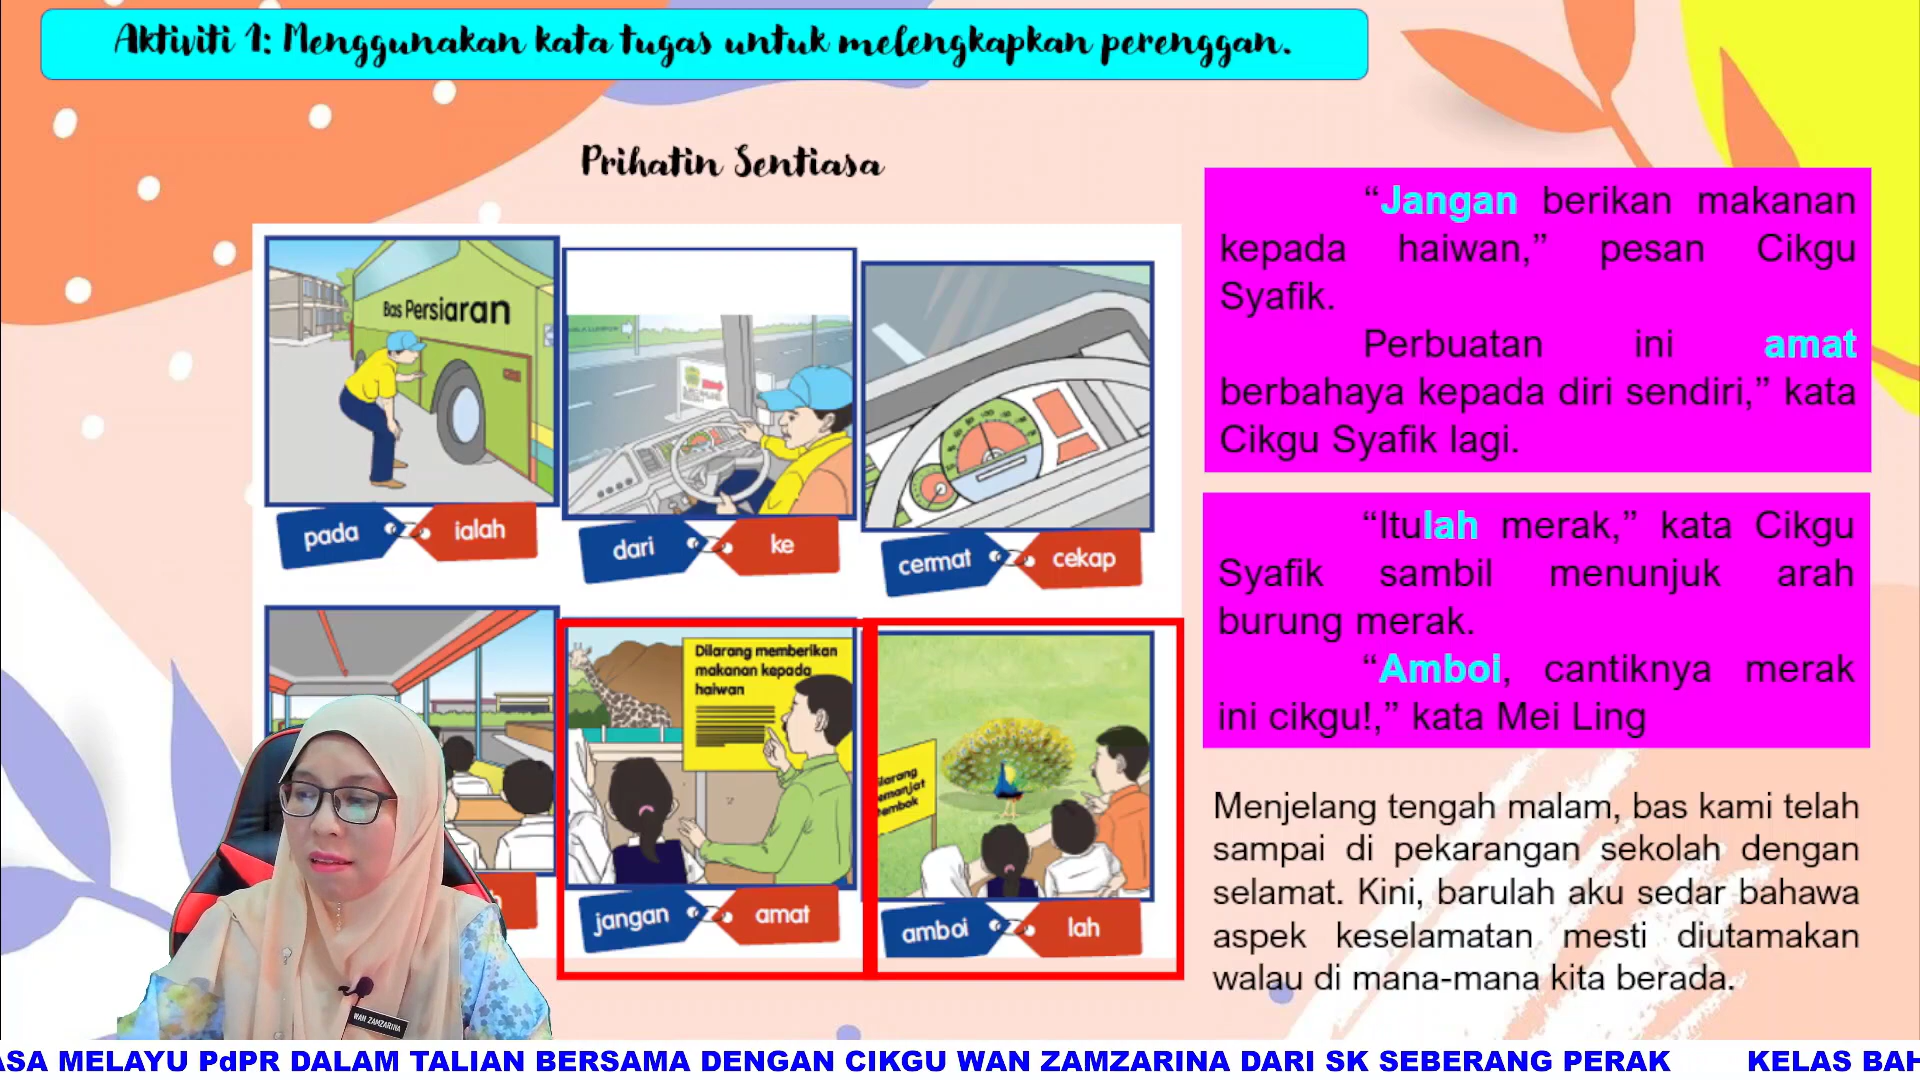 Aktiviti 1: Menggunakan kata tugas untuk melengkapkan perenggan.
Prihatin Sentiasa
Bas Persiaran
pada
ialah
dari
ke
cermat
cekap
Dilarang memberikan
makanan kepada
haiwan
jangan
amat
amboi
lah
“Jangan berikan makanan
kepada haiwan,” pesan Cikgu
Syafik.
Perbuatan ini amat
berbahaya kepada diri sendiri,” kata
Cikgu Syafik lagi.
“Itulah merak,” kata Cikgu
Syafik sambil menunjuk arah
burung merak.
“Amboi, cantiknya merak
ini cikgu!,” kata Mei Ling
Menjelang tengah malam, bas kami telah
sampai di pekarangan sekolah dengan
selamat. Kini, barulah aku sedar bahawa
aspek keselamatan mesti diutamakan
walau di mana-mana kita berada.
WAN ZAMZARINA
ASA MELAYU PdPR DALAM TALIAN BERSAMA DENGAN CIKGU WAN ZAMZARINA DARI SK SEBERANG PERAK KELAS BAH